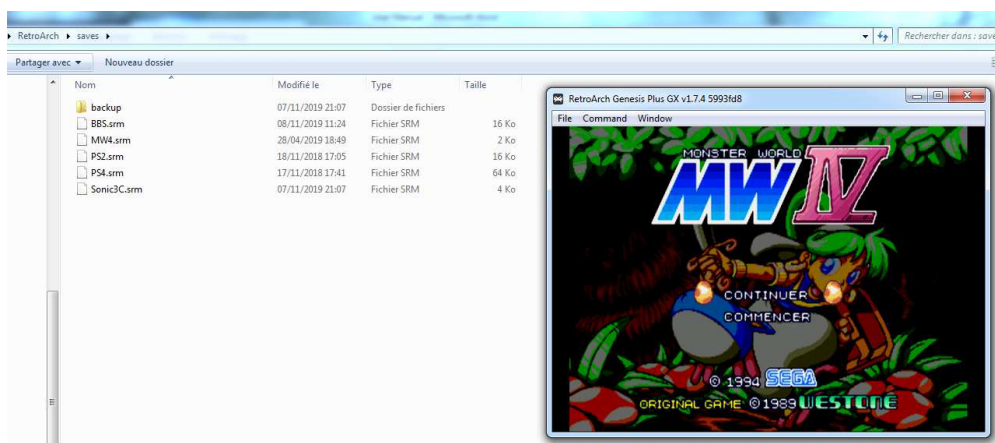 RetroArch ▸ saves ▸
Rechercher dans : save
Partager avec ▾ Nouveau dossier
Nom Modifié le Type Taille
backup 07/11/2019 21:07 Dossier de fichiers
BBS.srm 08/11/2019 11:24 Fichier SRM 16 Ko
MW4.srm 28/04/2019 18:49 Fichier SRM 2 Ko
PS2.srm 18/11/2018 17:05 Fichier SRM 16 Ko
PS4.srm 17/11/2018 17:41 Fichier SRM 64 Ko
Sonic3C.srm 07/11/2019 21:07 Fichier SRM 4 Ko
RetroArch Genesis Plus GX v1.7.4 5993fd8
File Command Window
MONSTER WORLD
MW IV
CONTINUER
COMMENCER
© 1994 SEGA
ORIGINAL GAME © 1989 WESTONE